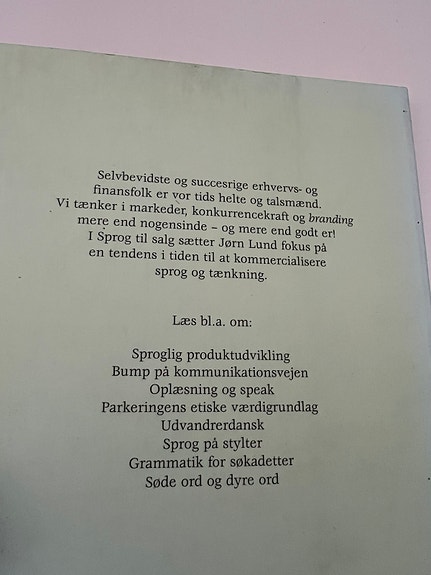 Selvbevidste og succesrige erhvervs- og
finansfolk er vor tids helte og talsmænd.
Vi tænker i markeder, konkurrencekraft og branding
mere end nogensinde – og mere end godt er!
I Sprog til salg sætter Jørn Lund fokus på
en tendens i tiden til at kommercialisere
sprog og tænkning.
Læs bl.a. om:
Sproglig produktudvikling
Bump på kommunikationsvejen
Oplæsning og speak
Parkeringens etiske værdigrundlag
Udvandrerdansk
Sprog på stylter
Grammatik for søkadetter
Søde ord og dyre ord